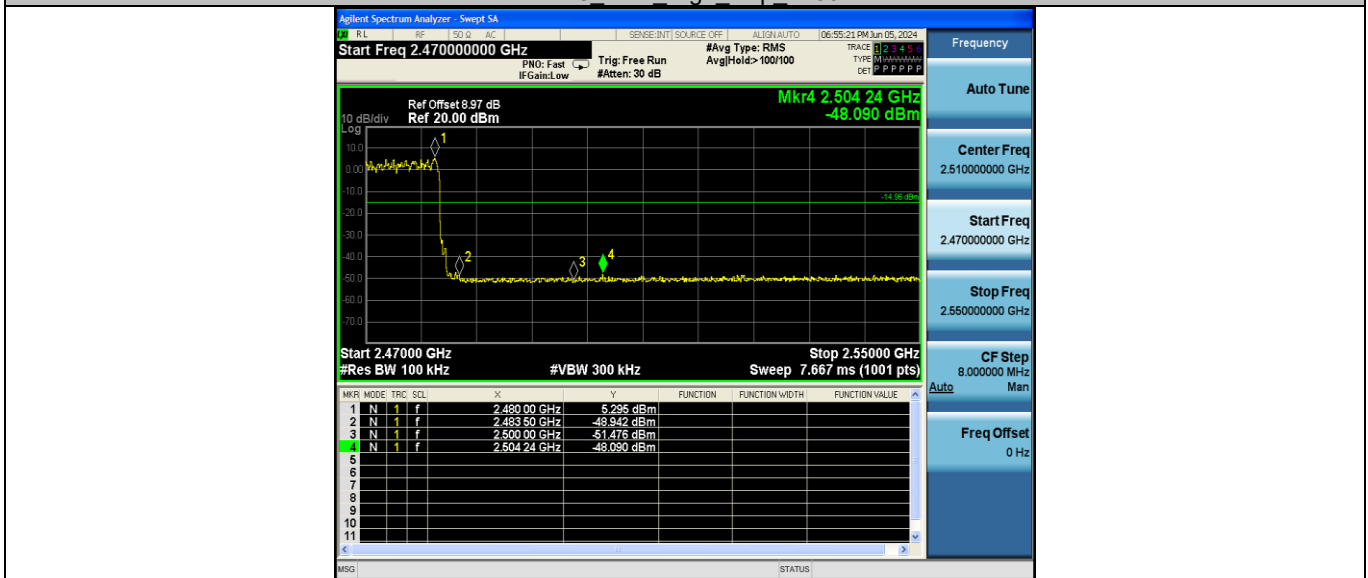 Agilent Spectrum Analyzer - Swept SA
RL RF 50 Ω AC SENSE:INT SOURCE OFF ALIGN AUTO 06:55:21 PM Jun 05, 2024
Start Freq 2.470000000 GHz
PNO: Fast
IFGain:Low
Trig: Free Run
#Atten: 30 dB
#Avg Type: RMS
Avg|Hold:> 100/100
TRACE 1 2 3 4 5 6
TYPE M
DET P P P P P P
Frequency
Auto Tune
Center Freq
2.510000000 GHz
Start Freq
2.470000000 GHz
Stop Freq
2.550000000 GHz
CF Step
8.000000 MHz
Auto Man
Freq Offset
0 Hz
Mkr4 2.504 24 GHz
-48.090 dBm
Ref Offset 8.97 dB
10 dB/div Ref 20.00 dBm
Log
10.0
0.00
-10.0
-20.0
-30.0
-40.0
-50.0
-60.0
-70.0
1
2
3
4
-14.96 dBm
Start 2.47000 GHz Stop 2.55000 GHz
#Res BW 100 kHz #VBW 300 kHz Sweep 7.667 ms (1001 pts)
MKR MODE TRC SCL X Y FUNCTION FUNCTION WIDTH FUNCTION VALUE
1 N 1 f 2.480 00 GHz 5.295 dBm
2 N 1 f 2.483 50 GHz -48.942 dBm
3 N 1 f 2.500 00 GHz -51.476 dBm
4 N 1 f 2.504 24 GHz -48.090 dBm
5
6
7
8
9
10
11
MSG STATUS